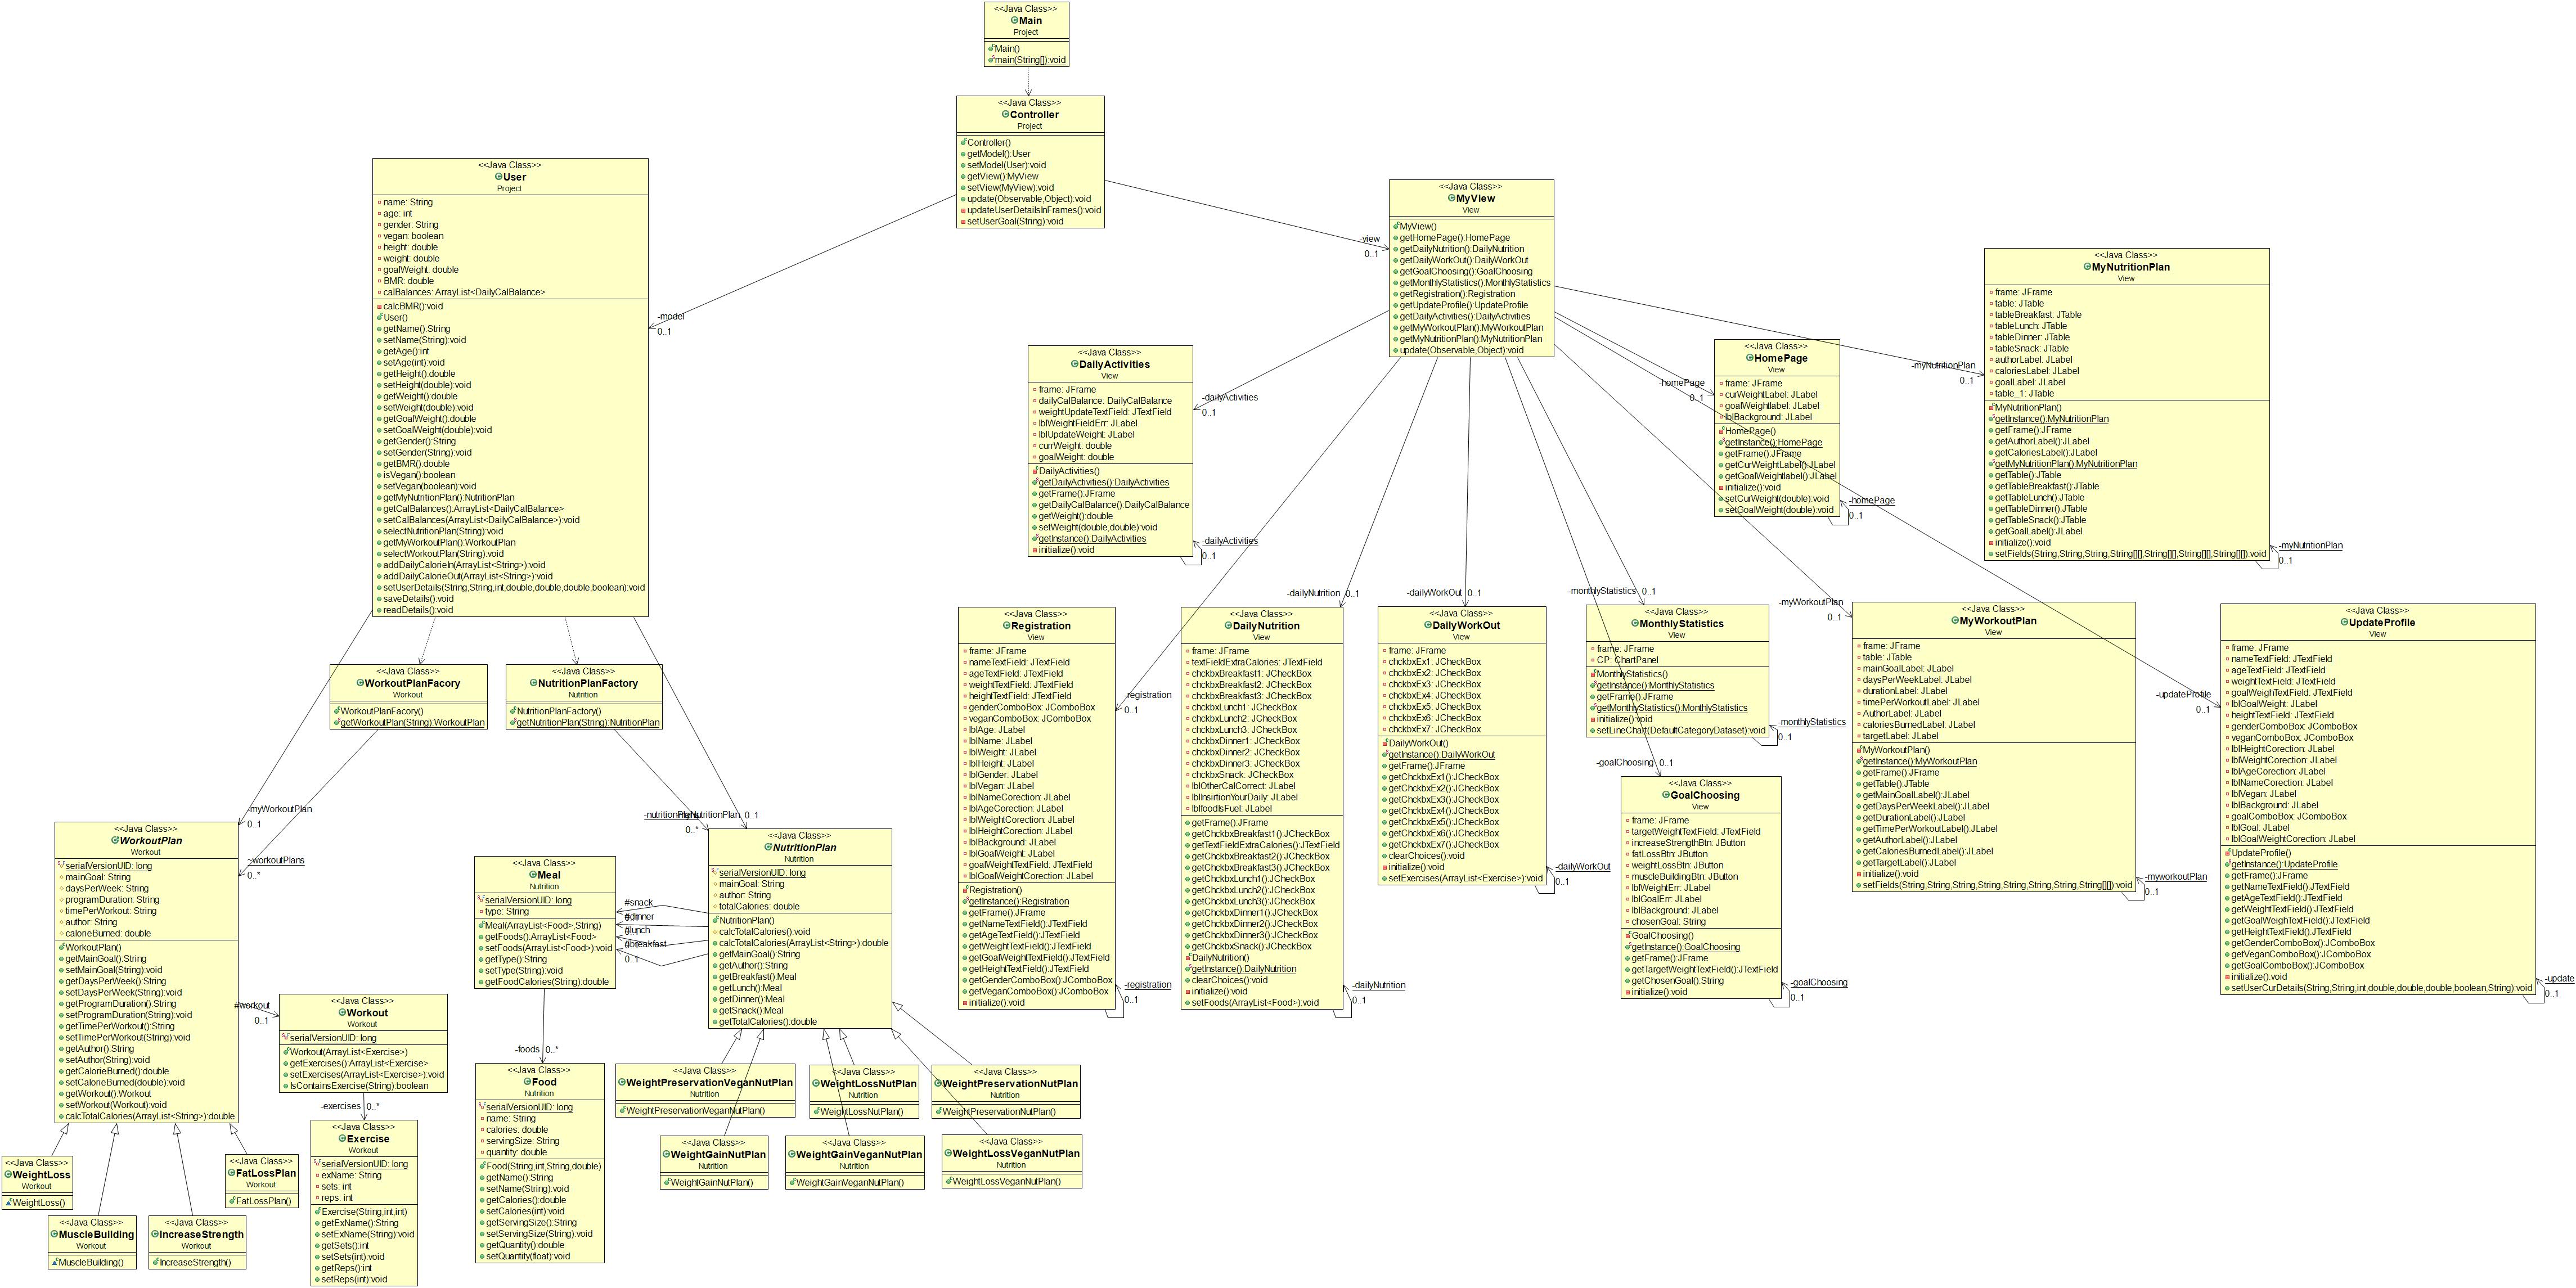 <<Java Class>>
Main
Project
Main()
main(String[]):void
<<Java Class>>
Controller
Project
Controller()
getModel():User
setModel(User):void
getView():MyView
setView(MyView):void
update(Observable,Object):void
updateUserDetailsInFrames():void
setUserGoal(String):void
-model
0..1
-view
0..1
<<Java Class>>
User
Project
name: String
age: int
gender: String
vegan: boolean
height: double
weight: double
goalWeight: double
BMR: double
calBalances: ArrayList<DailyCalBalance>
calcBMR():void
User()
getName():String
setName(String):void
getAge():int
setAge(int):void
getHeight():double
setHeight(double):void
getWeight():double
setWeight(double):void
getGoalWeight():double
setGoalWeight(double):void
getGender():String
setGender(String):void
getBMR():double
isVegan():boolean
setVegan(boolean):void
getMyNutritionPlan():NutritionPlan
getCalBalances():ArrayList<DailyCalBalance>
setCalBalances(ArrayList<DailyCalBalance>):void
selectNutritionPlan(String):void
getMyWorkoutPlan():WorkoutPlan
selectWorkoutPlan(String):void
addDailyCalorieIn(ArrayList<String>):void
addDailyCalorieOut(ArrayList<String>):void
setUserDetails(String,String,int,double,double,double,boolean):void
saveDetails():void
readDetails():void
<<Java Class>>
MyView
View
MyView()
getHomePage():HomePage
getDailyNutrition():DailyNutrition
getDailyWorkOut():DailyWorkOut
getGoalChoosing():GoalChoosing
getMonthlyStatistics():MonthlyStatistics
getRegistration():Registration
getUpdateProfile():UpdateProfile
getDailyActivities():DailyActivities
getMyWorkoutPlan():MyWorkoutPlan
getMyNutritionPlan():MyNutritionPlan
update(Observable,Object):void
<<Java Class>>
MyNutritionPlan
View
frame: JFrame
table: JTable
tableBreakfast: JTable
tableLunch: JTable
tableDinner: JTable
tableSnack: JTable
authorLabel: JLabel
caloriesLabel: JLabel
goalLabel: JLabel
table_1: JTable
MyNutritionPlan()
getInstance():MyNutritionPlan
getFrame():JFrame
getAuthorLabel():JLabel
getCaloriesLabel():JLabel
getMyNutritionPlan():MyNutritionPlan
getTable():JTable
getTableBreakfast():JTable
getTableLunch():JTable
getTableDinner():JTable
getTableSnack():JTable
getGoalLabel():JLabel
initialize():void
setFields(String,String,String,String[][],String[][],String[][],String[][]):void
-myNutritionPlan
0..1
-myNutritionPlan
0..1
<<Java Class>>
HomePage
View
frame: JFrame
curWeightLabel: JLabel
goalWeightlabel: JLabel
lblBackground: JLabel
HomePage()
getInstance():HomePage
getFrame():JFrame
getCurWeightLabel():JLabel
getGoalWeightlabel():JLabel
initialize():void
setCurWeight(double):void
setGoalWeight(double):void
-homePage
0..1
-homePage
0..1
<<Java Class>>
DailyActivities
View
frame: JFrame
dailyCalBalance: DailyCalBalance
weightUpdateTextField: JTextField
lblWeightFieldErr: JLabel
lblUpdateWeight: JLabel
currWeight: double
goalWeight: double
DailyActivities()
getDailyActivities():DailyActivities
getFrame():JFrame
getDailyCalBalance():DailyCalBalance
getWeight():double
setWeight(double,double):void
getInstance():DailyActivities
initialize():void
-dailyActivities
0..1
-dailyActivities
0..1
<<Java Class>>
Registration
View
frame: JFrame
nameTextField: JTextField
ageTextField: JTextField
weightTextField: JTextField
heightTextField: JTextField
genderComboBox: JComboBox
veganComboBox: JComboBox
lblAge: JLabel
lblName: JLabel
lblWeight: JLabel
lblHeight: JLabel
lblGender: JLabel
lblVegan: JLabel
lblNameCorection: JLabel
lblAgeCorection: JLabel
lblWeightCorection: JLabel
lblHeightCorection: JLabel
lblBackground: JLabel
lblGoalWeight: JLabel
goalWeightTextField: JTextField
lblGoalWeightCorection: JLabel
Registration()
getInstance():Registration
getFrame():JFrame
getNameTextField():JTextField
getAgeTextField():JTextField
getWeightTextField():JTextField
getGoalWeightTextField():JTextField
getHeightTextField():JTextField
getGenderComboBox():JComboBox
getVeganComboBox():JComboBox
initialize():void
-registration
0..1
-registration
0..1
<<Java Class>>
DailyNutrition
View
frame: JFrame
textFieldExtraCalories: JTextField
chckbxBreakfast1: JCheckBox
chckbxBreakfast2: JCheckBox
chckbxBreakfast3: JCheckBox
chckbxLunch1: JCheckBox
chckbxLunch2: JCheckBox
chckbxLunch3: JCheckBox
chckbxDinner1: JCheckBox
chckbxDinner2: JCheckBox
chckbxDinner3: JCheckBox
chckbxSnack: JCheckBox
lblOtherCalCorrect: JLabel
lblInsirtionYourDaily: JLabel
lblfoodIsFuel: JLabel
getFrame():JFrame
getChckbxBreakfast1():JCheckBox
getTextFieldExtraCalories():JTextField
getChckbxBreakfast2():JCheckBox
getChckbxBreakfast3():JCheckBox
getChckbxLunch1():JCheckBox
getChckbxLunch2():JCheckBox
getChckbxLunch3():JCheckBox
getChckbxDinner1():JCheckBox
getChckbxDinner2():JCheckBox
getChckbxDinner3():JCheckBox
getChckbxSnack():JCheckBox
DailyNutrition()
getInstance():DailyNutrition
clearChoices():void
initialize():void
setFoods(ArrayList<Food>):void
-dailyNutrition
0..1
-dailyNutrition
0..1
<<Java Class>>
DailyWorkOut
View
frame: JFrame
chckbxEx1: JCheckBox
chckbxEx2: JCheckBox
chckbxEx3: JCheckBox
chckbxEx4: JCheckBox
chckbxEx5: JCheckBox
chckbxEx6: JCheckBox
chckbxEx7: JCheckBox
DailyWorkOut()
getInstance():DailyWorkOut
getFrame():JFrame
getChckbxEx1():JCheckBox
getChckbxEx2():JCheckBox
getChckbxEx3():JCheckBox
getChckbxEx4():JCheckBox
getChckbxEx5():JCheckBox
getChckbxEx6():JCheckBox
getChckbxEx7():JCheckBox
clearChoices():void
initialize():void
setExercises(ArrayList<Exercise>):void
-dailyWorkOut
0..1
-dailyWorkOut
0..1
<<Java Class>>
MonthlyStatistics
View
frame: JFrame
CP: ChartPanel
MonthlyStatistics()
getInstance():MonthlyStatistics
getFrame():JFrame
getMonthlyStatistics():MonthlyStatistics
initialize():void
setLineChart(DefaultCategoryDataset):void
-monthlyStatistics
0..1
-monthlyStatistics
0..1
<<Java Class>>
GoalChoosing
View
frame: JFrame
targetWeightTextField: JTextField
increaseStrengthBtn: JButton
fatLossBtn: JButton
weightLossBtn: JButton
muscleBuildingBtn: JButton
lblWeightErr: JLabel
lblGoalErr: JLabel
lblBackground: JLabel
chosenGoal: String
GoalChoosing()
getInstance():GoalChoosing
getFrame():JFrame
getTargetWeightTextField():JTextField
getChosenGoal():String
initialize():void
-goalChoosing
0..1
-goalChoosing
0..1
<<Java Class>>
MyWorkoutPlan
View
frame: JFrame
table: JTable
mainGoalLabel: JLabel
daysPerWeekLabel: JLabel
durationLabel: JLabel
timePerWorkoutLabel: JLabel
AuthorLabel: JLabel
caloriesBurnedLabel: JLabel
targetLabel: JLabel
MyWorkoutPlan()
getInstance():MyWorkoutPlan
getFrame():JFrame
getTable():JTable
getMainGoalLabel():JLabel
getDaysPerWeekLabel():JLabel
getDurationLabel():JLabel
getTimePerWorkoutLabel():JLabel
getAuthorLabel():JLabel
getCaloriesBurnedLabel():JLabel
getTargetLabel():JLabel
initialize():void
setFields(String,String,String,String,String,String,String,String[][]):void
-myWorkoutPlan
0..1
-myworkoutPlan
0..1
<<Java Class>>
UpdateProfile
View
frame: JFrame
nameTextField: JTextField
ageTextField: JTextField
weightTextField: JTextField
goalWeightTextField: JTextField
lblGoalWeight: JLabel
heightTextField: JTextField
genderComboBox: JComboBox
veganComboBox: JComboBox
lblHeightCorection: JLabel
lblWeightCorection: JLabel
lblAgeCorection: JLabel
lblNameCorection: JLabel
lblVegan: JLabel
lblBackground: JLabel
goalComboBox: JComboBox
lblGoal: JLabel
lblGoalWeightCorection: JLabel
UpdateProfile()
getInstance():UpdateProfile
getFrame():JFrame
getNameTextField():JTextField
getAgeTextField():JTextField
getWeightTextField():JTextField
getGoalWeighTextField():JTextField
getHeightTextField():JTextField
getGenderComboBox():JComboBox
getVeganComboBox():JComboBox
getGoalComboBox():JComboBox
initialize():void
setUserCurDetails(String,String,int,double,double,double,boolean,String):void
-updateProfile
0..1
-update
0..1
<<Java Class>>
WorkoutPlanFacory
Workout
WorkoutPlanFacory()
getWorkoutPlan(String):WorkoutPlan
<<Java Class>>
NutritionPlanFactory
Nutrition
NutritionPlanFactory()
getNutritionPlan(String):NutritionPlan
-myWorkoutPlan
0..1
~workoutPlans
0..*
0..*
0..1
<<Java Class>>
WorkoutPlan
Workout
serialVersionUID: long
mainGoal: String
daysPerWeek: String
programDuration: String
timePerWorkout: String
author: String
calorieBurned: double
WorkoutPlan()
getMainGoal():String
setMainGoal(String):void
getDaysPerWeek():String
setDaysPerWeek(String):void
getProgramDuration():String
setProgramDuration(String):void
getTimePerWorkout():String
setTimePerWorkout(String):void
getAuthor():String
setAuthor(String):void
getCalorieBurned():double
setCalorieBurned(double):void
getWorkout():Workout
setWorkout(Workout):void
calcTotalCalories(ArrayList<String>):double
#workout
0..1
<<Java Class>>
Workout
Workout
serialVersionUID: long
Workout(ArrayList<Exercise>)
getExercises():ArrayList<Exercise>
setExercises(ArrayList<Exercise>):void
IsContainsExercise(String):boolean
-exercises
0..*
<<Java Class>>
Exercise
Workout
serialVersionUID: long
exName: String
sets: int
reps: int
Exercise(String,int,int)
getExName():String
setExName(String):void
getSets():int
setSets(int):void
getReps():int
setReps(int):void
<<Java Class>>
WeightLoss
Workout
WeightLoss()
<<Java Class>>
MuscleBuilding
Workout
MuscleBuilding()
<<Java Class>>
IncreaseStrength
Workout
IncreaseStrength()
<<Java Class>>
FatLossPlan
Workout
FatLossPlan()
<<Java Class>>
Meal
Nutrition
serialVersionUID: long
type: String
Meal(ArrayList<Food>,String)
getFoods():ArrayList<Food>
setFoods(ArrayList<Food>):void
getType():String
setType(String):void
getFoodCalories(String):double
#snack
#dinner
#lunch
#breakfast
0..1
<<Java Class>>
NutritionPlan
Nutrition
serialVersionUID: long
mainGoal: String
author: String
totalCalories: double
NutritionPlan()
calcTotalCalories():void
calcTotalCalories(ArrayList<String>):double
getMainGoal():String
getAuthor():String
getBreakfast():Meal
getLunch():Meal
getDinner():Meal
getSnack():Meal
getTotalCalories():double
-foods
0..*
<<Java Class>>
Food
Nutrition
serialVersionUID: long
name: String
calories: double
servingSize: String
quantity: double
Food(String,int,String,double)
getName():String
setName(String):void
getCalories():double
setCalories(int):void
getServingSize():String
setServingSize(String):void
getQuantity():double
setQuantity(float):void
<<Java Class>>
WeightPreservationVeganNutPlan
Nutrition
WeightPreservationVeganNutPlan()
<<Java Class>>
WeightLossNutPlan
Nutrition
WeightLossNutPlan()
<<Java Class>>
WeightPreservationNutPlan
Nutrition
WeightPreservationNutPlan()
<<Java Class>>
WeightGainNutPlan
Nutrition
WeightGainNutPlan()
<<Java Class>>
WeightGainVeganNutPlan
Nutrition
WeightGainVeganNutPlan()
<<Java Class>>
WeightLossVeganNutPlan
Nutrition
WeightLossVeganNutPlan()